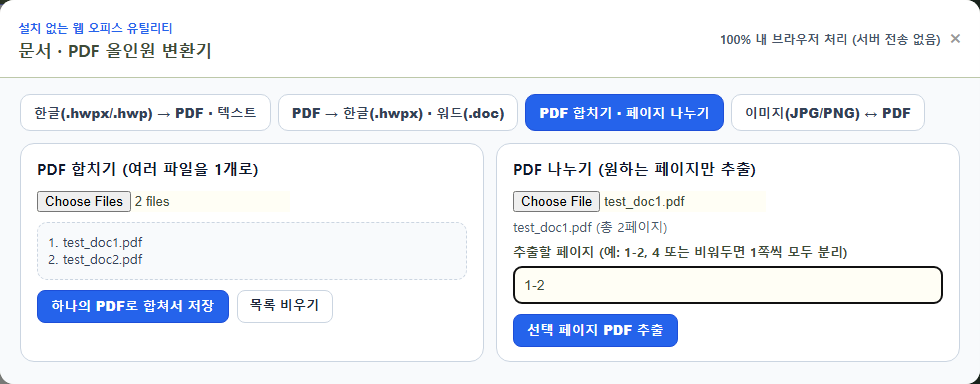 설치 없는 웹 오피스 유틸리티
문서 · PDF 올인원 변환기
100% 내 브라우저 처리 (서버 전송 없음) ✕
한글(.hwpx/.hwp) → PDF · 텍스트
PDF → 한글(.hwpx) · 워드(.doc)
PDF 합치기 · 페이지 나누기
이미지(JPG/PNG) ↔ PDF
PDF 합치기 (여러 파일을 1개로)
Choose Files 2 files
1. test_doc1.pdf
2. test_doc2.pdf
하나의 PDF로 합쳐서 저장
목록 비우기
PDF 나누기 (원하는 페이지만 추출)
Choose File test_doc1.pdf
test_doc1.pdf (총 2페이지)
추출할 페이지 (예: 1-2, 4 또는 비워두면 1쪽씩 모두 분리)
1-2
선택 페이지 PDF 추출